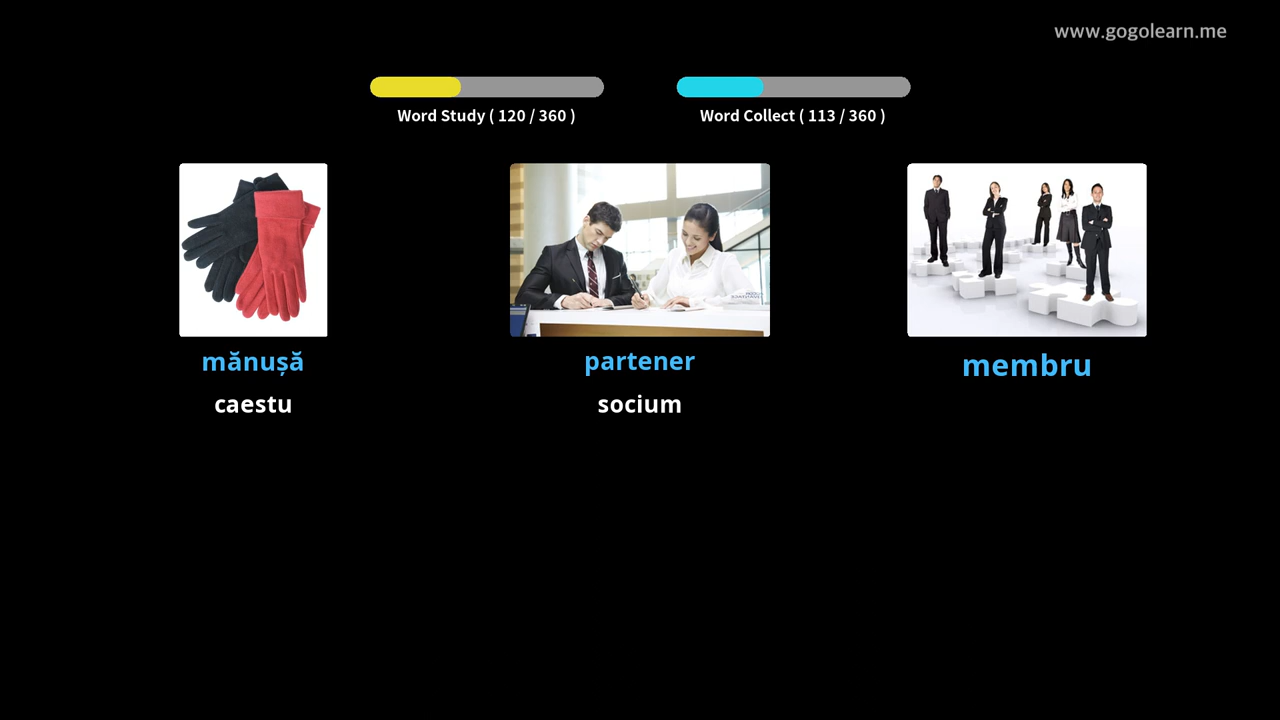 www.gogolearn.me
Word Study ( 120 / 360 )
Word Collect ( 113 / 360 )
mănușă
partener
membru
caestu
socium